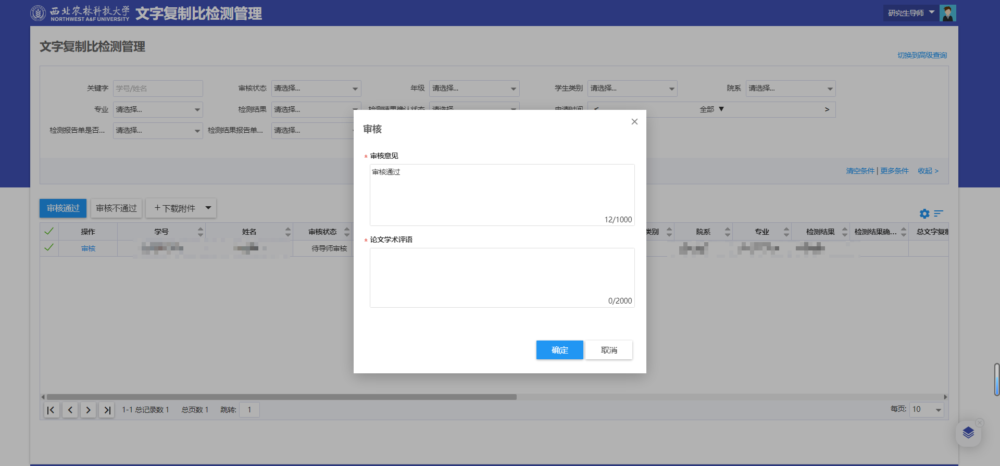 西北农林科技大学
NORTHWEST A&F UNIVERSITY
文字复制比检测管理
研究生导师
文字复制比检测管理
切换到高级查询
关键字 学号/姓名 审核状态 请选择... 年级 请选择... 学生类别 请选择... 院系 请选择...
专业 请选择... 检测结果 请选择... 检测结果确认状态 请选择... 申请时间 < 全部 ▼ >
检测报告单是否... 请选择... 检测结果报告单... 请选择...
清空条件 | 更多条件 收起 >
审核通过 审核不通过 + 下载附件
操作 学号 姓名 审核状态 类别 院系 专业 检测结果 检测结果确... 总文字复制
审核 待导师审核
审核
* 审核意见
审核通过
12/1000
* 论文学术评语
0/2000
确定 取消
1-1 总记录数 1 总页数 1 跳转: 1 每页: 10